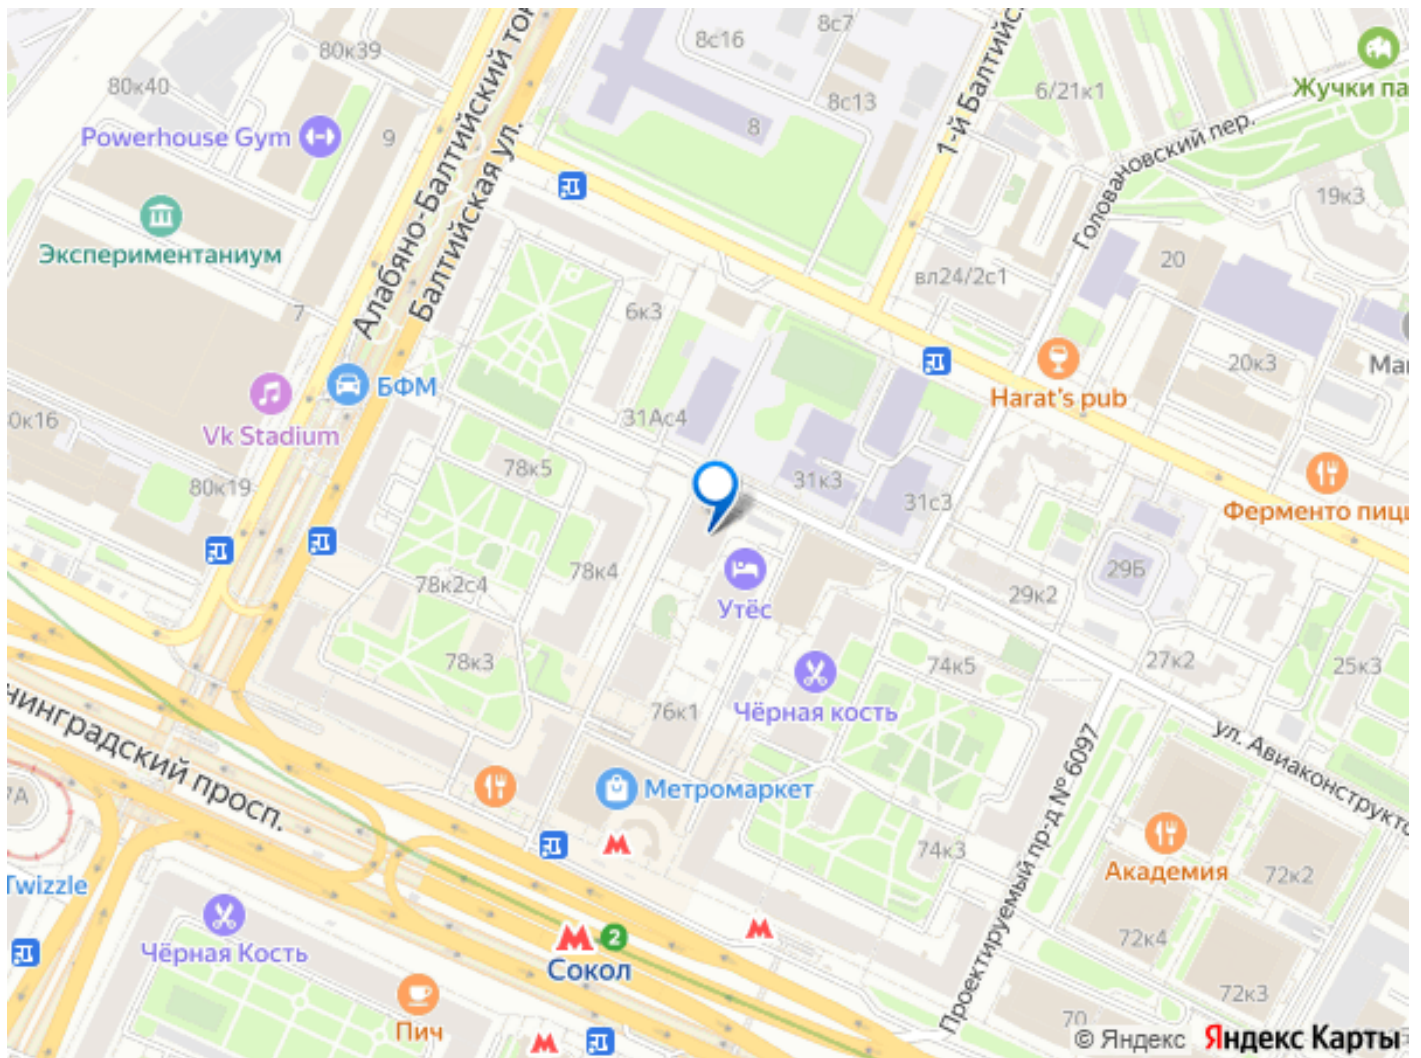 8с7
8с16
80к39
80к40
8с13
6/21к1
Жучки па
Powerhouse Gym
9
8
1-й Балтийс
Головановский пер.
Алабяно-Балтийский тон
Балтийская ул.
19к3
Экспериментаниум
20
вл24/2с1
7
6к3
20к3
Ма
БФМ
Harat's pub
0к16
Vk Stadium
31Ас4
78к5
80к19
31к3
31с3
Ферменто пиц
78к2с4
78к4
29Б
29к2
Утёс
78к3
74к5
27к2
25к3
76к1
Чёрная кость
нинградский просп.
ул. Авиаконструкто
Проектируемый пр-д № 6097
7А
Метромаркет
74к3
Академия
72к2
Twizzle
Чёрная Кость
2
Сокол
72к4
72к3
Пич
70
© Яндекс
Яндекс Карты